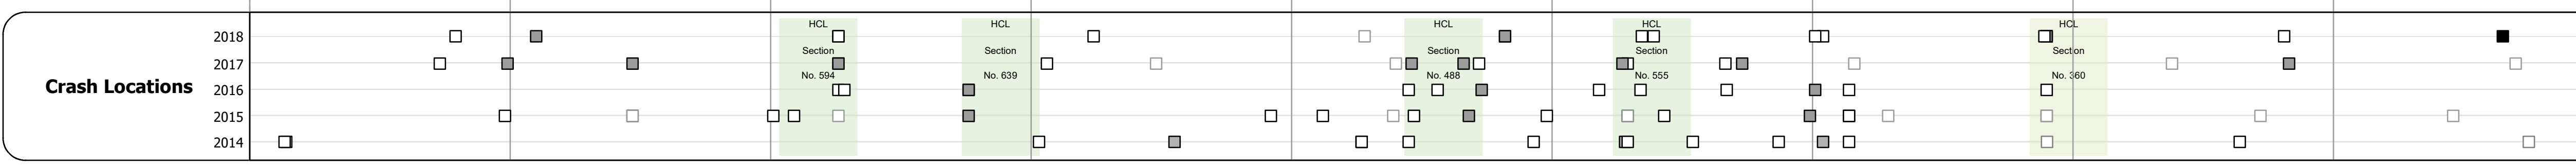 Crash Locations
2018
2017
2016
2015
2014
HCL
Section
No. 594
HCL
Section
No. 639
HCL
Section
No. 488
HCL
Section
No. 555
HCL
Section
No. 360